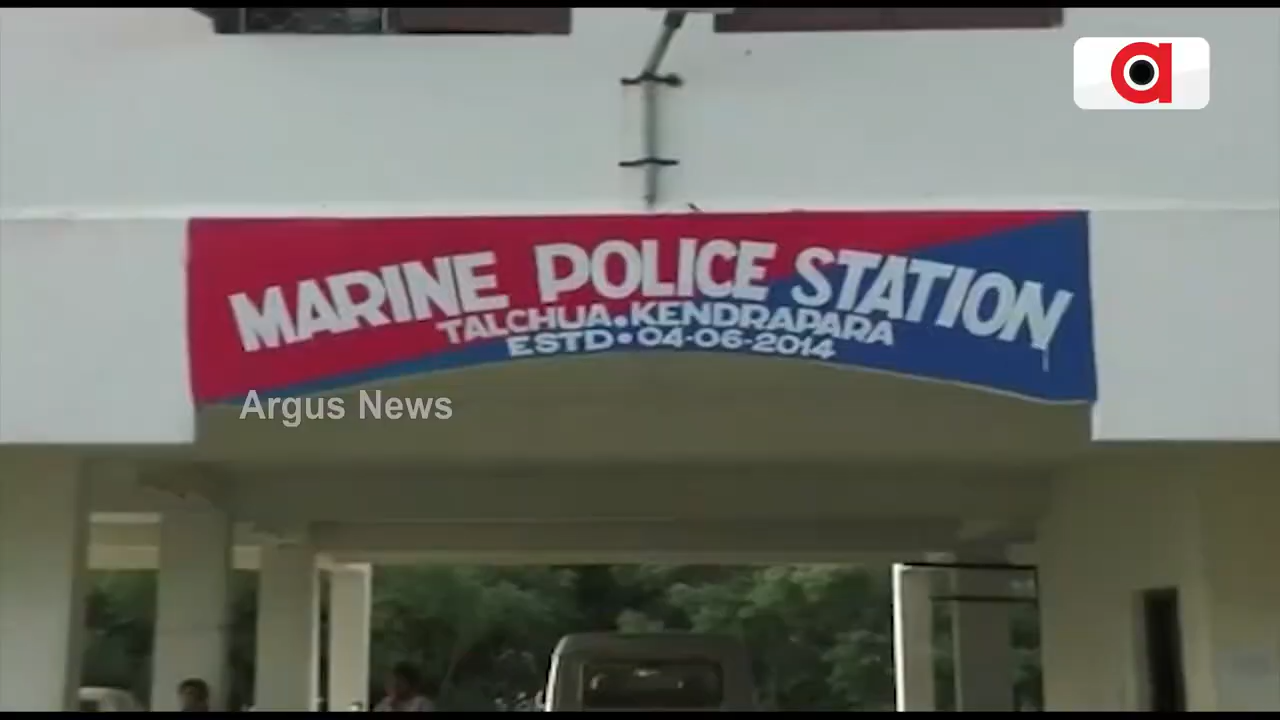 MARINE POLICE STATION
TALCHUA•KENDRAPARA
ESTD•04-06-2014
Argus News